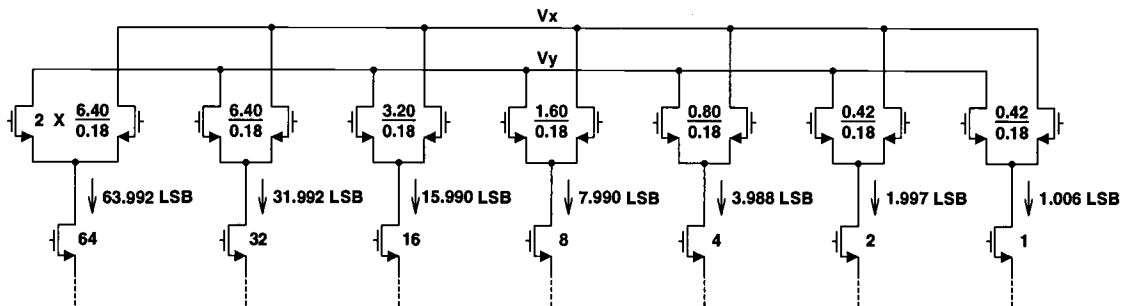 Vx
Vy
2 X 6.40 0.18
6.40 0.18
3.20 0.18
1.60 0.18
0.80 0.18
0.42 0.18
0.42 0.18
63.992 LSB
31.992 LSB
15.990 LSB
7.990 LSB
3.988 LSB
1.997 LSB
1.006 LSB
64
32
16
8
4
2
1